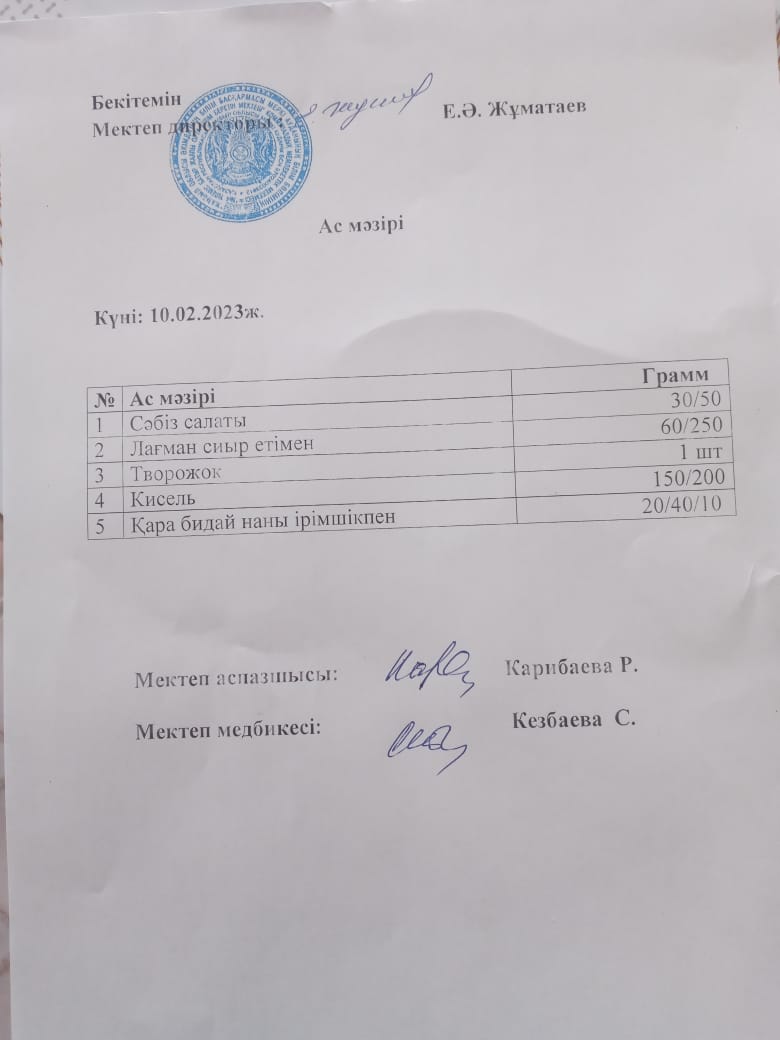 Бекітемін
Мектеп директоры: Е.Ә. Жұматаев
Ас мәзірі
Күні: 10.02.2023ж.
№ Ас мәзірі Грамм
1 Сәбіз салаты 30/50
2 Лағман сиыр етімен 60/250
3 Творожок 1 шт
4 Кисель 150/200
5 Қара бидай наны ірімшікпен 20/40/10
Мектеп аспазшысы: Карибаева Р.
Мектеп медбикесі: Кезбаева С.